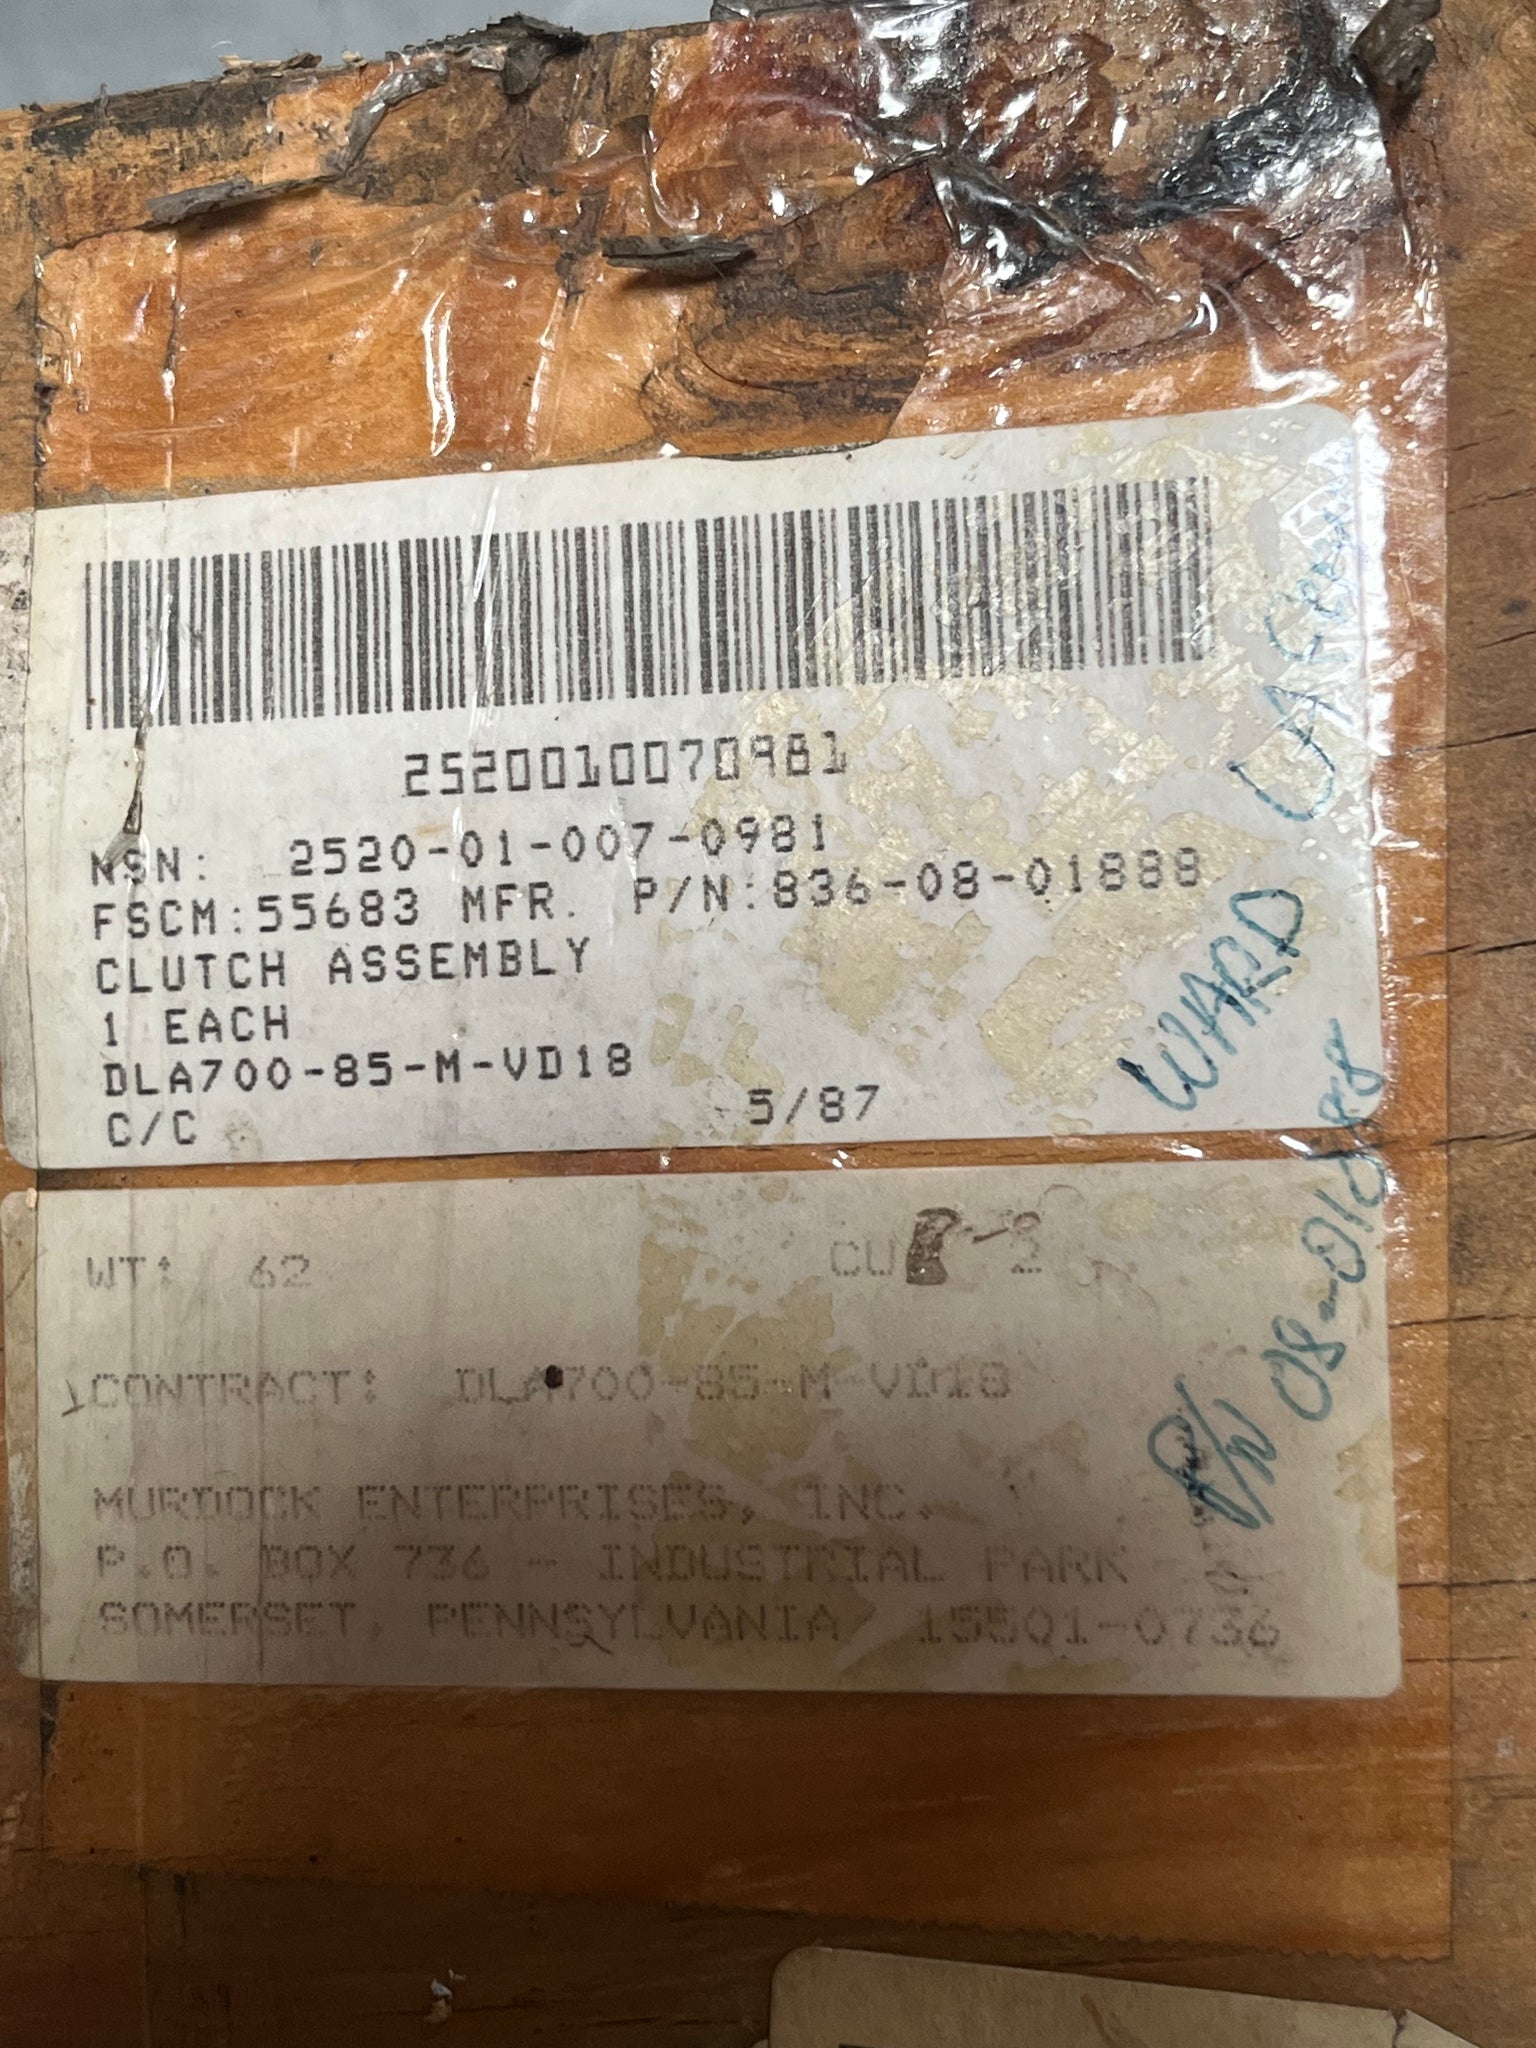 2520010070981
NSN: 2520-01-007-0981
FSCM:55683 MFR. P/N:836-08-01888
CLUTCH ASSEMBLY
1 EACH
DLA700-85-M-VD18
C/C 5/87
WT: 62 CU 2
CONTRACT: DLA700-85-M-VD18
MURDOCK ENTERPRISES, INC.
P.O. BOX 736 - INDUSTRIAL PARK
SOMERSET, PENNSYLVANIA 15501-0736
WARD
P/N 08-01888